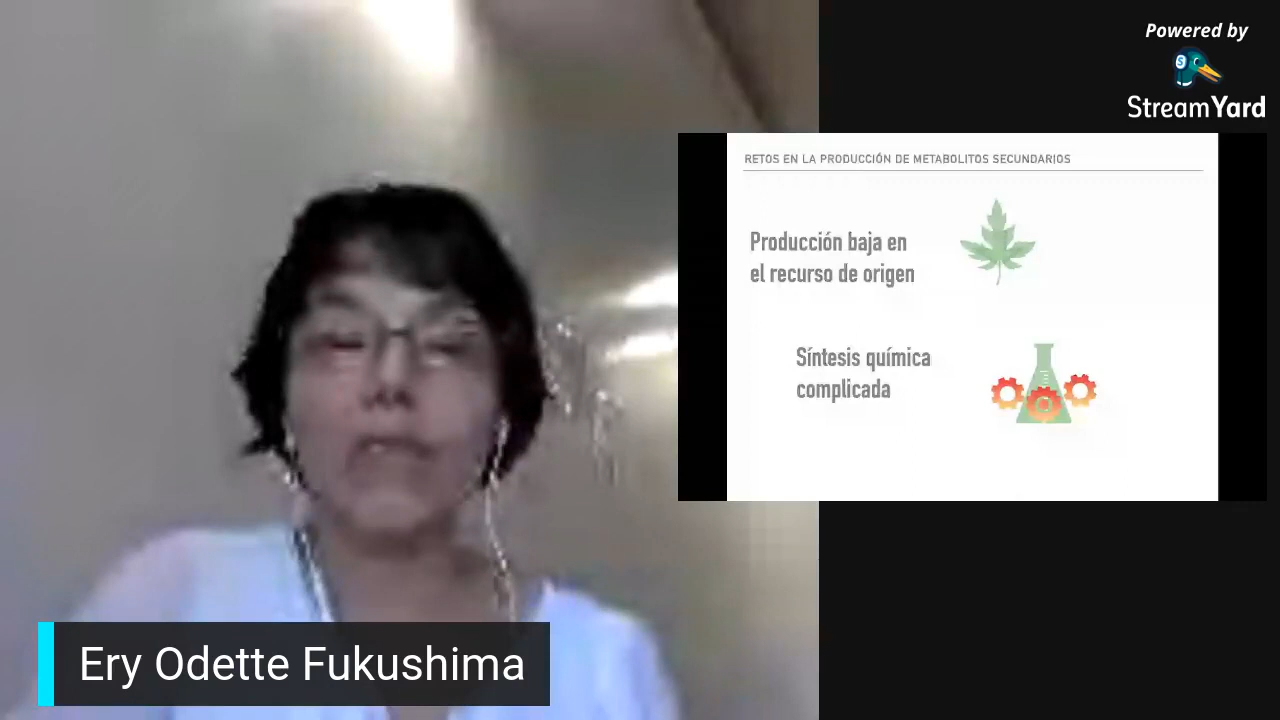 Powered by
StreamYard
RETOS EN LA PRODUCCIÓN DE METABOLITOS SECUNDARIOS
Producción baja en
el recurso de origen
Síntesis química
complicada
Ery Odette Fukushima